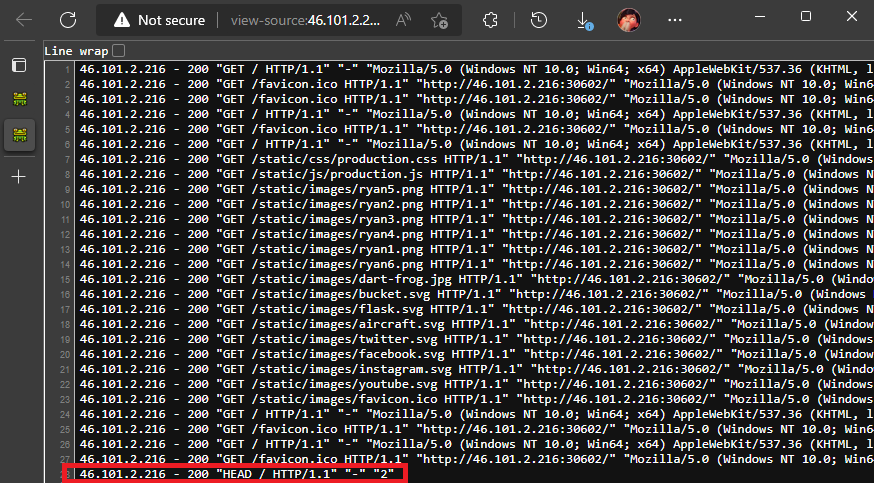 Not secure | view-source:46.101.2.2...
Line wrap
1 46.101.2.216 - 200 "GET / HTTP/1.1" "-" "Mozilla/5.0 (Windows NT 10.0; Win64; x64) AppleWebKit/537.36 (KHTML, l
2 46.101.2.216 - 200 "GET /favicon.ico HTTP/1.1" "http://46.101.2.216:30602/" "Mozilla/5.0 (Windows NT 10.0; Win6
3 46.101.2.216 - 200 "GET /favicon.ico HTTP/1.1" "http://46.101.2.216:30602/" "Mozilla/5.0 (Windows NT 10.0; Win6
4 46.101.2.216 - 200 "GET / HTTP/1.1" "-" "Mozilla/5.0 (Windows NT 10.0; Win64; x64) AppleWebKit/537.36 (KHTML, l
5 46.101.2.216 - 200 "GET /favicon.ico HTTP/1.1" "http://46.101.2.216:30602/" "Mozilla/5.0 (Windows NT 10.0; Win6
6 46.101.2.216 - 200 "GET / HTTP/1.1" "-" "Mozilla/5.0 (Windows NT 10.0; Win64; x64) AppleWebKit/537.36 (KHTML, l
7 46.101.2.216 - 200 "GET /static/css/production.css HTTP/1.1" "http://46.101.2.216:30602/" "Mozilla/5.0 (Windows
8 46.101.2.216 - 200 "GET /static/js/production.js HTTP/1.1" "http://46.101.2.216:30602/" "Mozilla/5.0 (Windows N
9 46.101.2.216 - 200 "GET /static/images/ryan5.png HTTP/1.1" "http://46.101.2.216:30602/" "Mozilla/5.0 (Windows N
10 46.101.2.216 - 200 "GET /static/images/ryan2.png HTTP/1.1" "http://46.101.2.216:30602/" "Mozilla/5.0 (Windows N
11 46.101.2.216 - 200 "GET /static/images/ryan3.png HTTP/1.1" "http://46.101.2.216:30602/" "Mozilla/5.0 (Windows N
12 46.101.2.216 - 200 "GET /static/images/ryan4.png HTTP/1.1" "http://46.101.2.216:30602/" "Mozilla/5.0 (Windows N
13 46.101.2.216 - 200 "GET /static/images/ryan1.png HTTP/1.1" "http://46.101.2.216:30602/" "Mozilla/5.0 (Windows N
14 46.101.2.216 - 200 "GET /static/images/ryan6.png HTTP/1.1" "http://46.101.2.216:30602/" "Mozilla/5.0 (Windows N
15 46.101.2.216 - 200 "GET /static/images/dart-frog.jpg HTTP/1.1" "http://46.101.2.216:30602/" "Mozilla/5.0 (Windo
16 46.101.2.216 - 200 "GET /static/images/bucket.svg HTTP/1.1" "http://46.101.2.216:30602/" "Mozilla/5.0 (Windows
17 46.101.2.216 - 200 "GET /static/images/flask.svg HTTP/1.1" "http://46.101.2.216:30602/" "Mozilla/5.0 (Windows N
18 46.101.2.216 - 200 "GET /static/images/aircraft.svg HTTP/1.1" "http://46.101.2.216:30602/" "Mozilla/5.0 (Window
19 46.101.2.216 - 200 "GET /static/images/twitter.svg HTTP/1.1" "http://46.101.2.216:30602/" "Mozilla/5.0 (Windows
20 46.101.2.216 - 200 "GET /static/images/facebook.svg HTTP/1.1" "http://46.101.2.216:30602/" "Mozilla/5.0 (Window
21 46.101.2.216 - 200 "GET /static/images/instagram.svg HTTP/1.1" "http://46.101.2.216:30602/" "Mozilla/5.0 (Windo
22 46.101.2.216 - 200 "GET /static/images/youtube.svg HTTP/1.1" "http://46.101.2.216:30602/" "Mozilla/5.0 (Windows
23 46.101.2.216 - 200 "GET /static/images/favicon.ico HTTP/1.1" "http://46.101.2.216:30602/" "Mozilla/5.0 (Windows
24 46.101.2.216 - 200 "GET / HTTP/1.1" "-" "Mozilla/5.0 (Windows NT 10.0; Win64; x64) AppleWebKit/537.36 (KHTML, l
25 46.101.2.216 - 200 "GET /favicon.ico HTTP/1.1" "http://46.101.2.216:30602/" "Mozilla/5.0 (Windows NT 10.0; Win6
26 46.101.2.216 - 200 "GET / HTTP/1.1" "-" "Mozilla/5.0 (Windows NT 10.0; Win64; x64) AppleWebKit/537.36 (KHTML, l
27 46.101.2.216 - 200 "GET /favicon.ico HTTP/1.1" "http://46.101.2.216:30602/" "Mozilla/5.0 (Windows NT 10.0; Win6
46.101.2.216 - 200 "HEAD / HTTP/1.1" "-" "2"